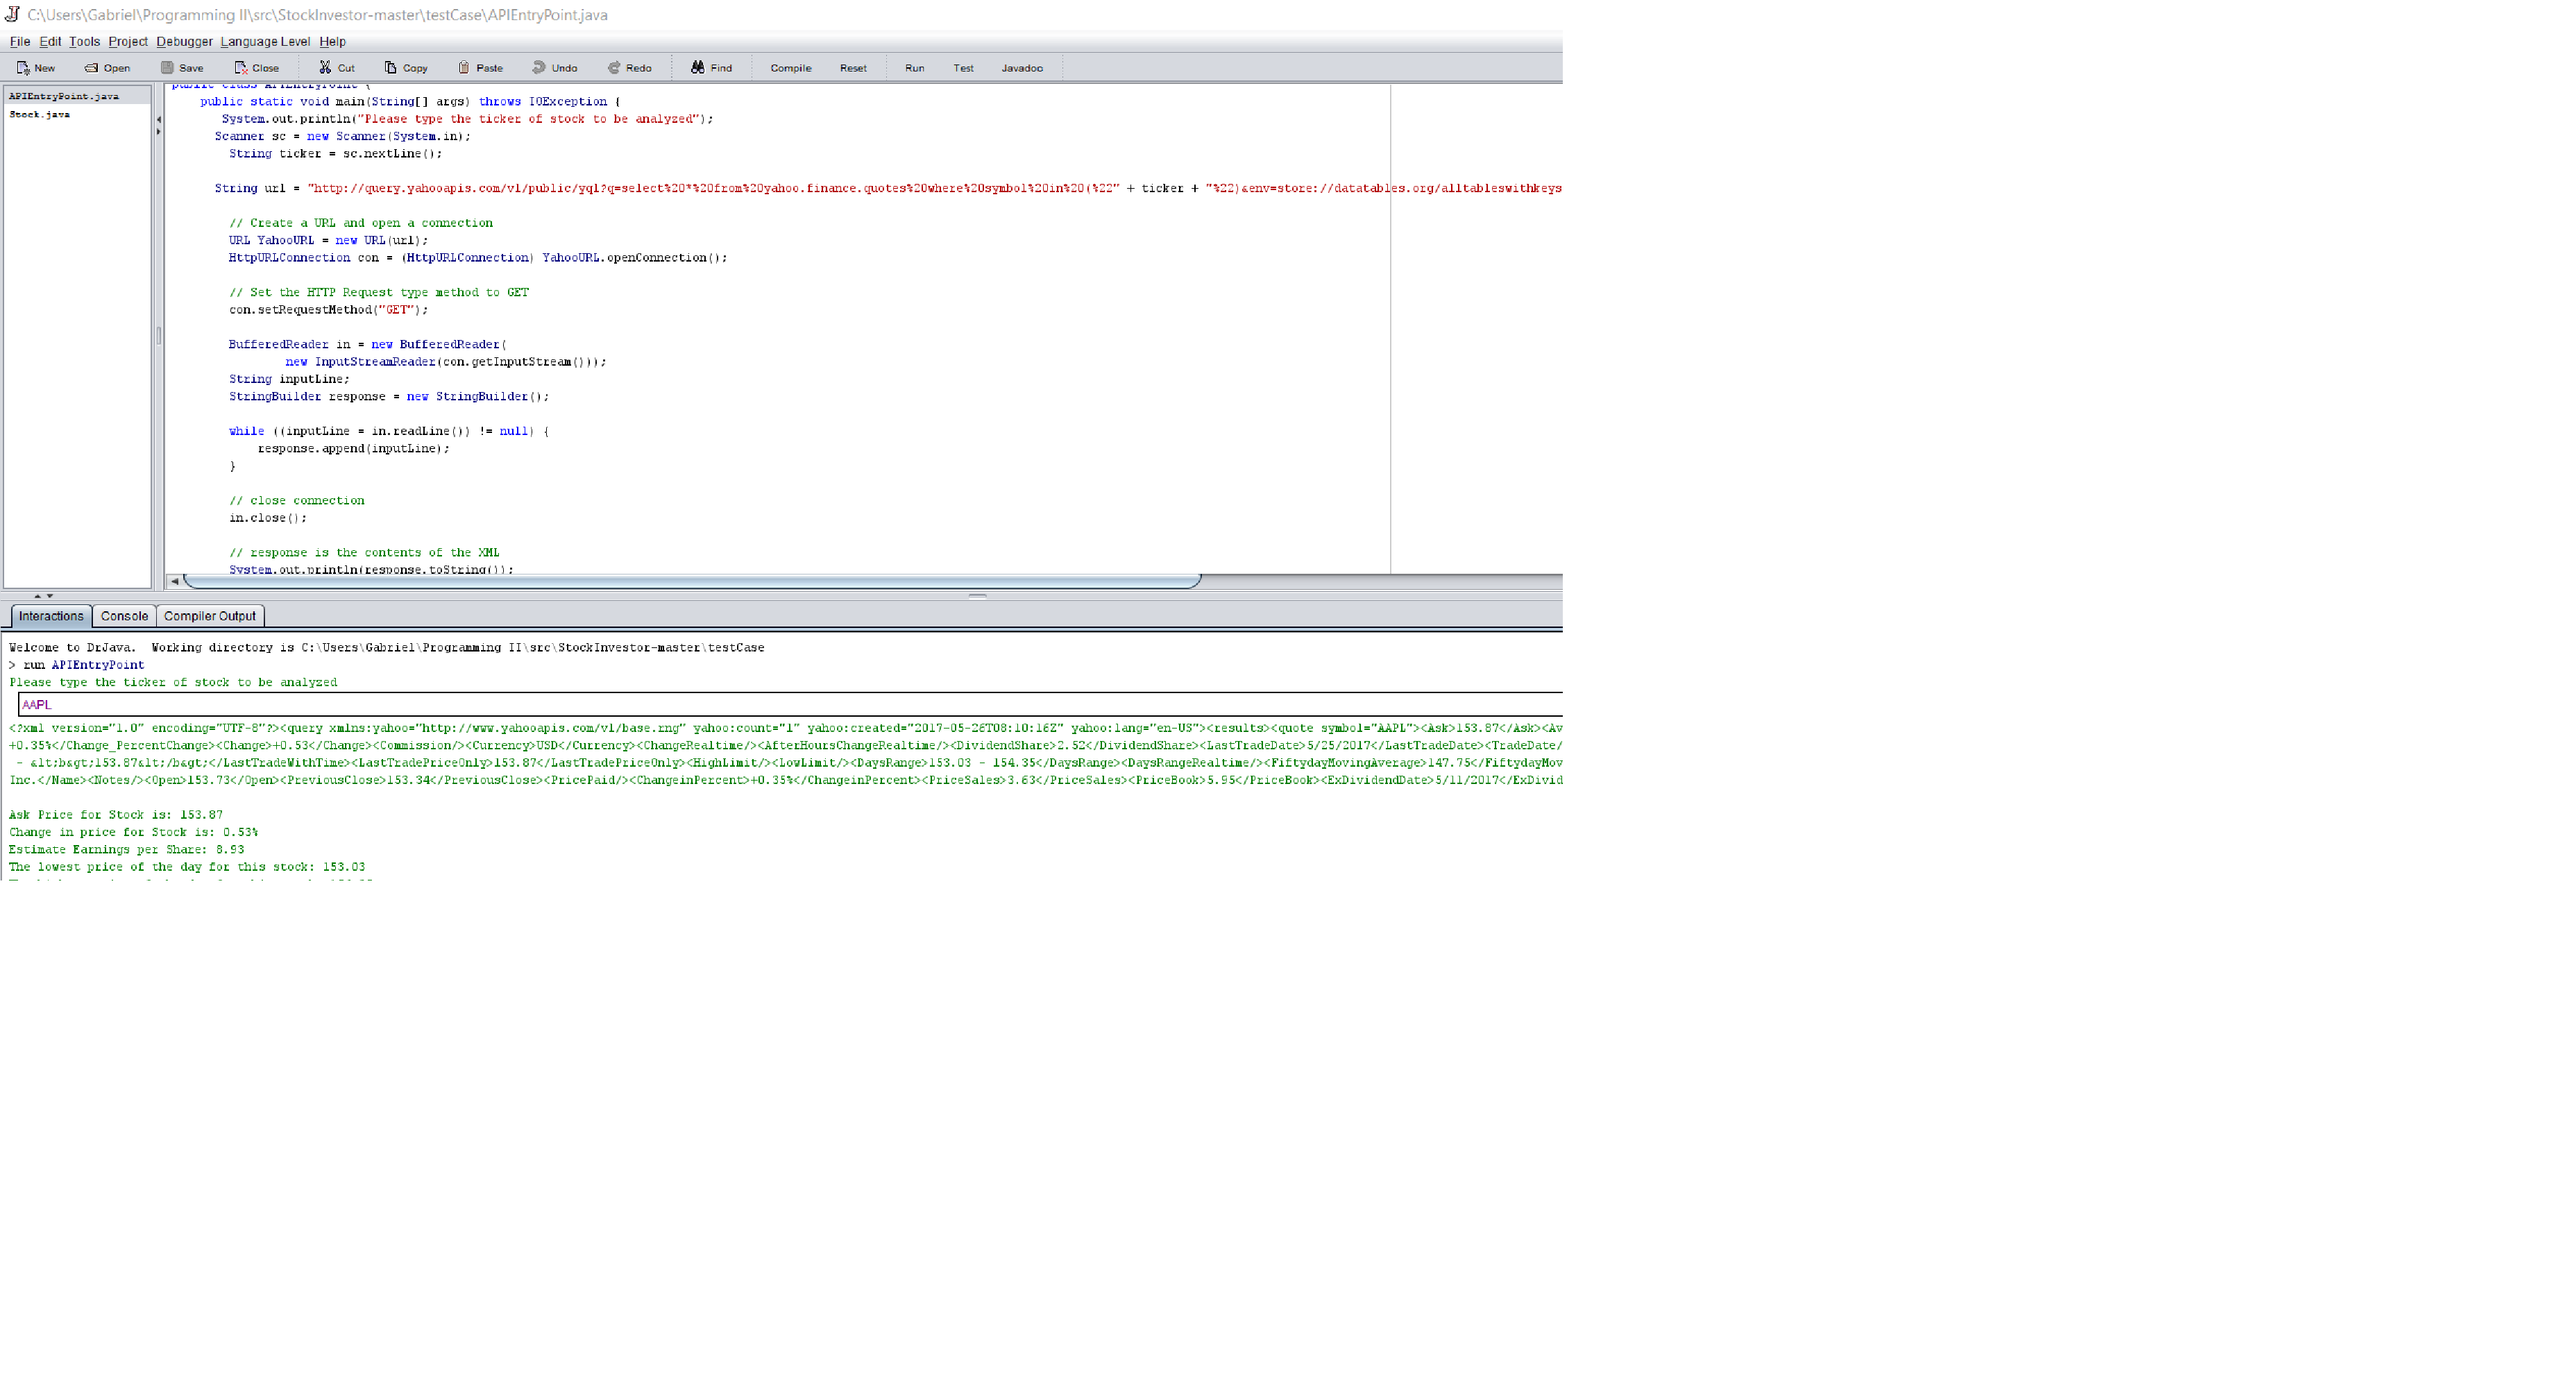 C:\Users\Gabriel\Programming II\src\StockInvestor-master\testCase\APIEntryPoint.java
File Edit Tools Project Debugger Language Level Help
New Open Save Close Cut Copy Paste Undo Redo Find Compile Reset Run Test Javadoc
APIEntryPoint.java
Stock.java
public class APIEntryPoint {
public static void main(String[] args) throws IOException {
System.out.println("Please type the ticker of stock to be analyzed");
Scanner sc = new Scanner(System.in);
String ticker = sc.nextLine();
String url = "http://query.yahooapis.com/v1/public/yql?q=select%20*%20from%20yahoo.finance.quotes%20where%20symbol%20in%20(%22" + ticker + "%22)&env=store://datatables.org/alltableswithkeys
// Create a URL and open a connection
URL YahooURL = new URL(url);
HttpURLConnection con = (HttpURLConnection) YahooURL.openConnection();
// Set the HTTP Request type method to GET
con.setRequestMethod("GET");
BufferedReader in = new BufferedReader(
new InputStreamReader(con.getInputStream()));
String inputLine;
StringBuilder response = new StringBuilder();
while ((inputLine = in.readLine()) != null) {
response.append(inputLine);
}
// close connection
in.close();
// response is the contents of the XML
System.out.println(response.toString());
Interactions Console Compiler Output
Welcome to DrJava.  Working directory is C:\Users\Gabriel\Programming II\src\StockInvestor-master\testCase
> run APIEntryPoint
Please type the ticker of stock to be analyzed
AAPL
<?xml version="1.0" encoding="UTF-8"?><query xmlns:yahoo="http://www.yahooapis.com/v1/base.rng" yahoo:count="1" yahoo:created="2017-05-26T08:10:16Z" yahoo:lang="en-US"><results><quote symbol="AAPL"><Ask>153.87</Ask><Av
+0.35%</Change_PercentChange><Change>+0.53</Change><Commission/><Currency>USD</Currency><ChangeRealtime/><AfterHoursChangeRealtime/><DividendShare>2.52</DividendShare><LastTradeDate>5/25/2017</LastTradeDate><TradeDate/
- &lt;b&gt;153.87&lt;/b&gt;</LastTradeWithTime><LastTradePriceOnly>153.87</LastTradePriceOnly><HighLimit/><LowLimit/><DaysRange>153.03 - 154.35</DaysRange><DaysRangeRealtime/><FiftydayMovingAverage>147.75</FiftydayMov
Inc.</Name><Notes/><Open>153.73</Open><PreviousClose>153.34</PreviousClose><PricePaid/><ChangeinPercent>+0.35%</ChangeinPercent><PriceSales>3.63</PriceSales><PriceBook>5.95</PriceBook><ExDividendDate>5/11/2017</ExDivid
Ask Price for Stock is: 153.87
Change in price for Stock is: 0.53%
Estimate Earnings per Share: 8.93
The lowest price of the day for this stock: 153.03